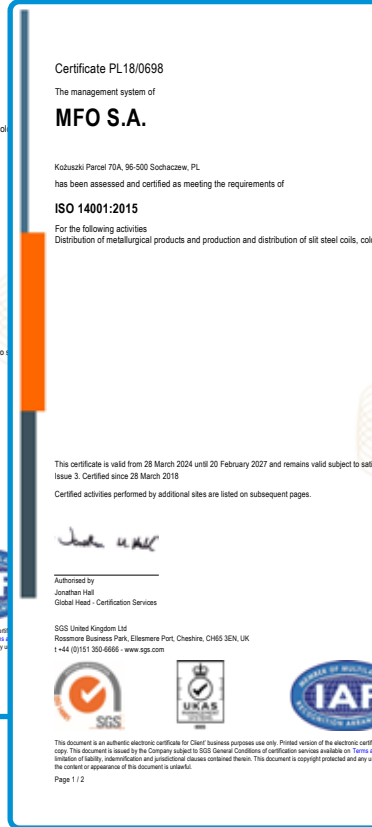 Certificate PL18/0698
The management system of
MFO S.A.
Kożuszki Parcel 70A, 96-500 Sochaczew, PL
has been assessed and certified as meeting the requirements of
ISO 14001:2015
For the following activities
Distribution of metallurgical products and production and distribution of slit steel coils,
This certificate is valid from 28 March 2024 until 20 February 2027 and remains valid subject to
Issue 3. Certified since 28 March 2018
Certified activities performed by additional sites are listed on subsequent pages.
Authorised by
Jonathan Hall
Global Head - Certification Services
SGS United Kingdom Ltd
Rossmore Business Park, Ellesmere Port, Cheshire, CH65 3EN, UK
t +44 (0)151 350-6666 - www.sgs.com
SGS
UKAS
MANAGEMENT
SYSTEMS
IAF
This document is an authentic electronic certificate for Client' business purposes use only. Printed version of the electronic
copy. This document is issued by the Company subject to SGS General Conditions of certification services available on Terms
limitation of liability, indemnification and jurisdictional clauses contained therein. This document is copyright protected and any
the content or appearance of this document is unlawful.
Page 1 / 2